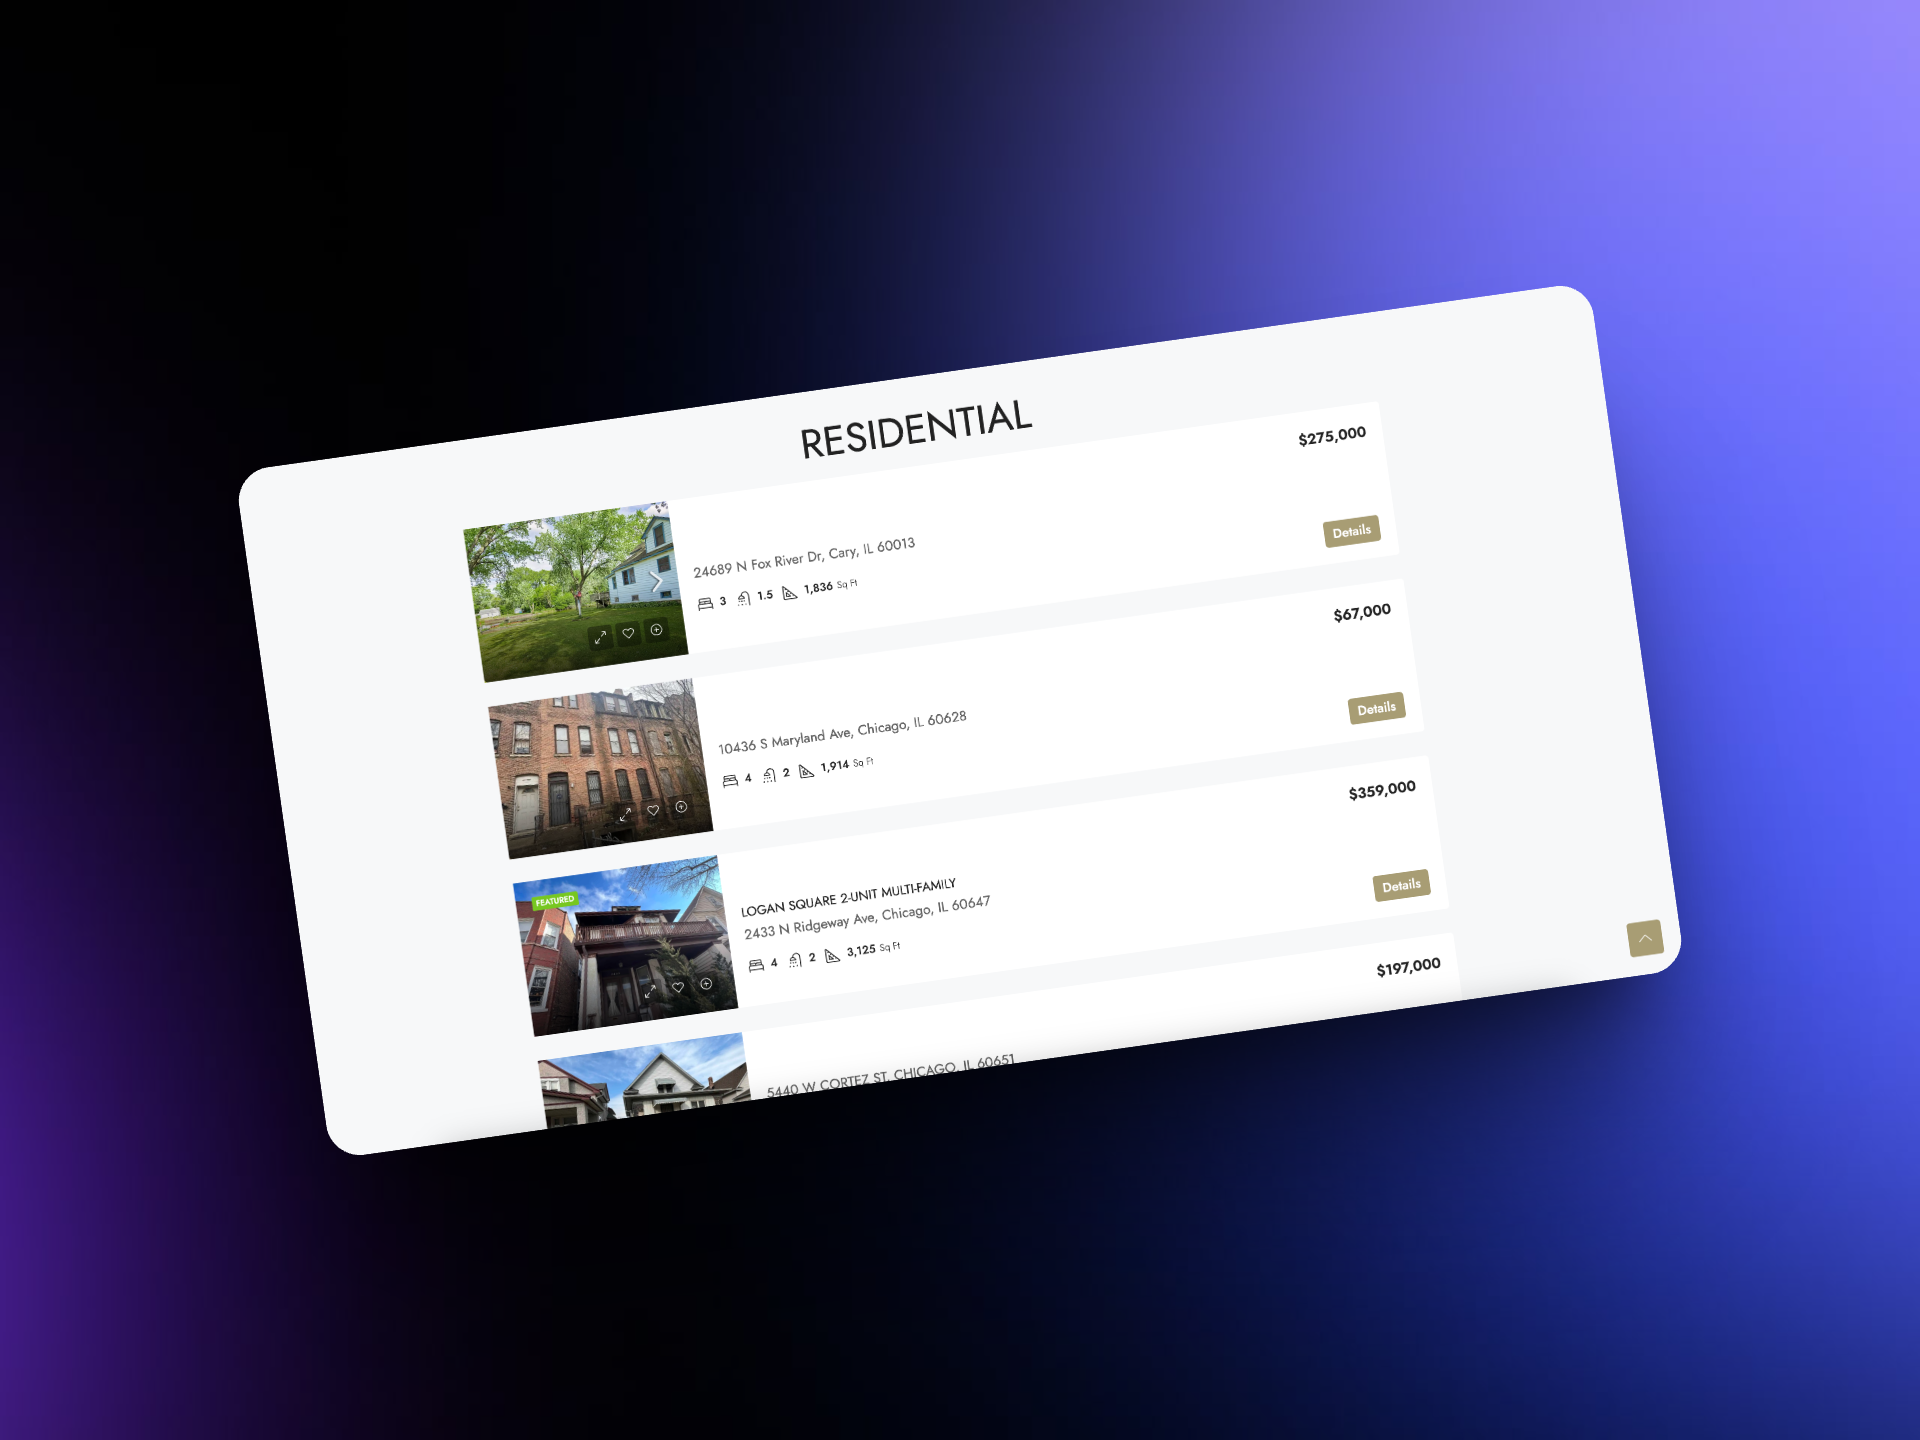 RESIDENTIAL
$275,000
24689 N Fox River Dr, Cary, IL 60013
3 1.5 1,836 Sq Ft
Details
$67,000
10436 S Maryland Ave, Chicago, IL 60628
4 2 1,914 Sq Ft
Details
$359,000
FEATURED
LOGAN SQUARE 2-UNIT MULTI-FAMILY
2433 N Ridgeway Ave, Chicago, IL 60647
4 2 3,125 Sq Ft
Details
$197,000
5440 W CORTEZ ST, CHICAGO, IL 60651